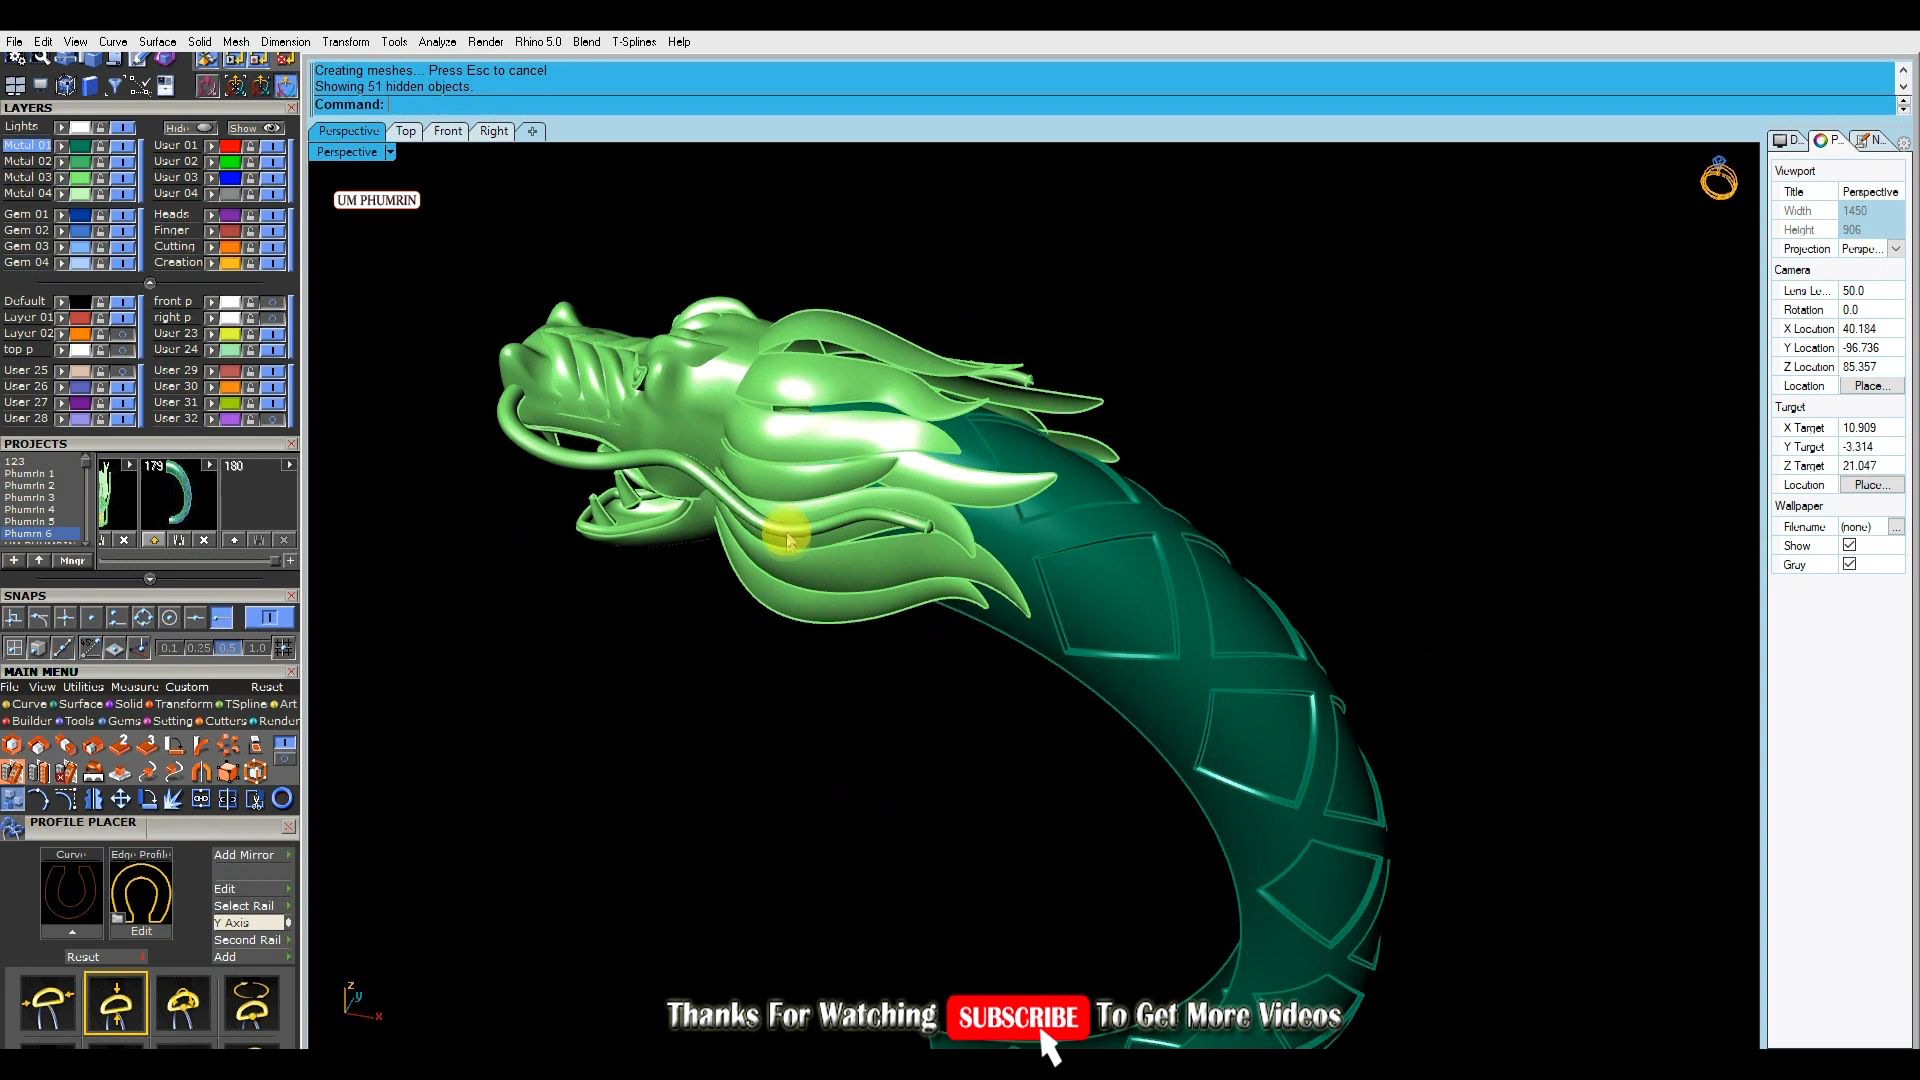 File Edit View Curve Surface Solid Mesh Dimension Transform Tools Analyze Render Rhino 5.0 Blend T-Splines Help
Creating meshes... Press Esc to cancel
Showing 51 hidden objects.
Command:
Perspective Top Front Right
Perspective
UM PHUMRIN
LAYERS
Lights Hide Show
Metal 01 User 01
Metal 02 User 02
Metal 03 User 03
Metal 04 User 04
Gem 01 Heads
Gem 02 Finger
Gem 03 Cutting
Gem 04 Creation
Default front p
Layer 01 right p
Layer 02 User 23
top p User 24
User 25 User 29
User 26 User 30
User 27 User 31
User 28 User 32
PROJECTS
123
Phumrin 1
Phumrin 2
Phumrin 3
Phumrin 4
Phumrin 5
Phumrn 6
179 180
Mngr
SNAPS
0.1 0.25 0.5 1.0
MAIN MENU
File View Utilities Measure Custom Reset
Curve Surface Solid Transform TSpline Art
Builder Tools Gems Setting Cutters Render
PROFILE PLACER
Curve Edge Profile Add Mirror
Edit
Select Rail
Y Axis
Edit Second Rail
Reset Add
D... P... N...
Viewport
Title Perspective
Width 1450
Height 906
Projection Perspe...
Camera
Lens Le... 50.0
Rotation 0.0
X Location 40.184
Y Location -96.736
Z Location 85.357
Location Place...
Target
X Target 10.909
Y Target -3.314
Z Target 21.047
Location Place...
Wallpaper
Filename (none) ...
Show
Gray
z
y
x
Thanks For Watching SUBSCRIBE To Get More Videos